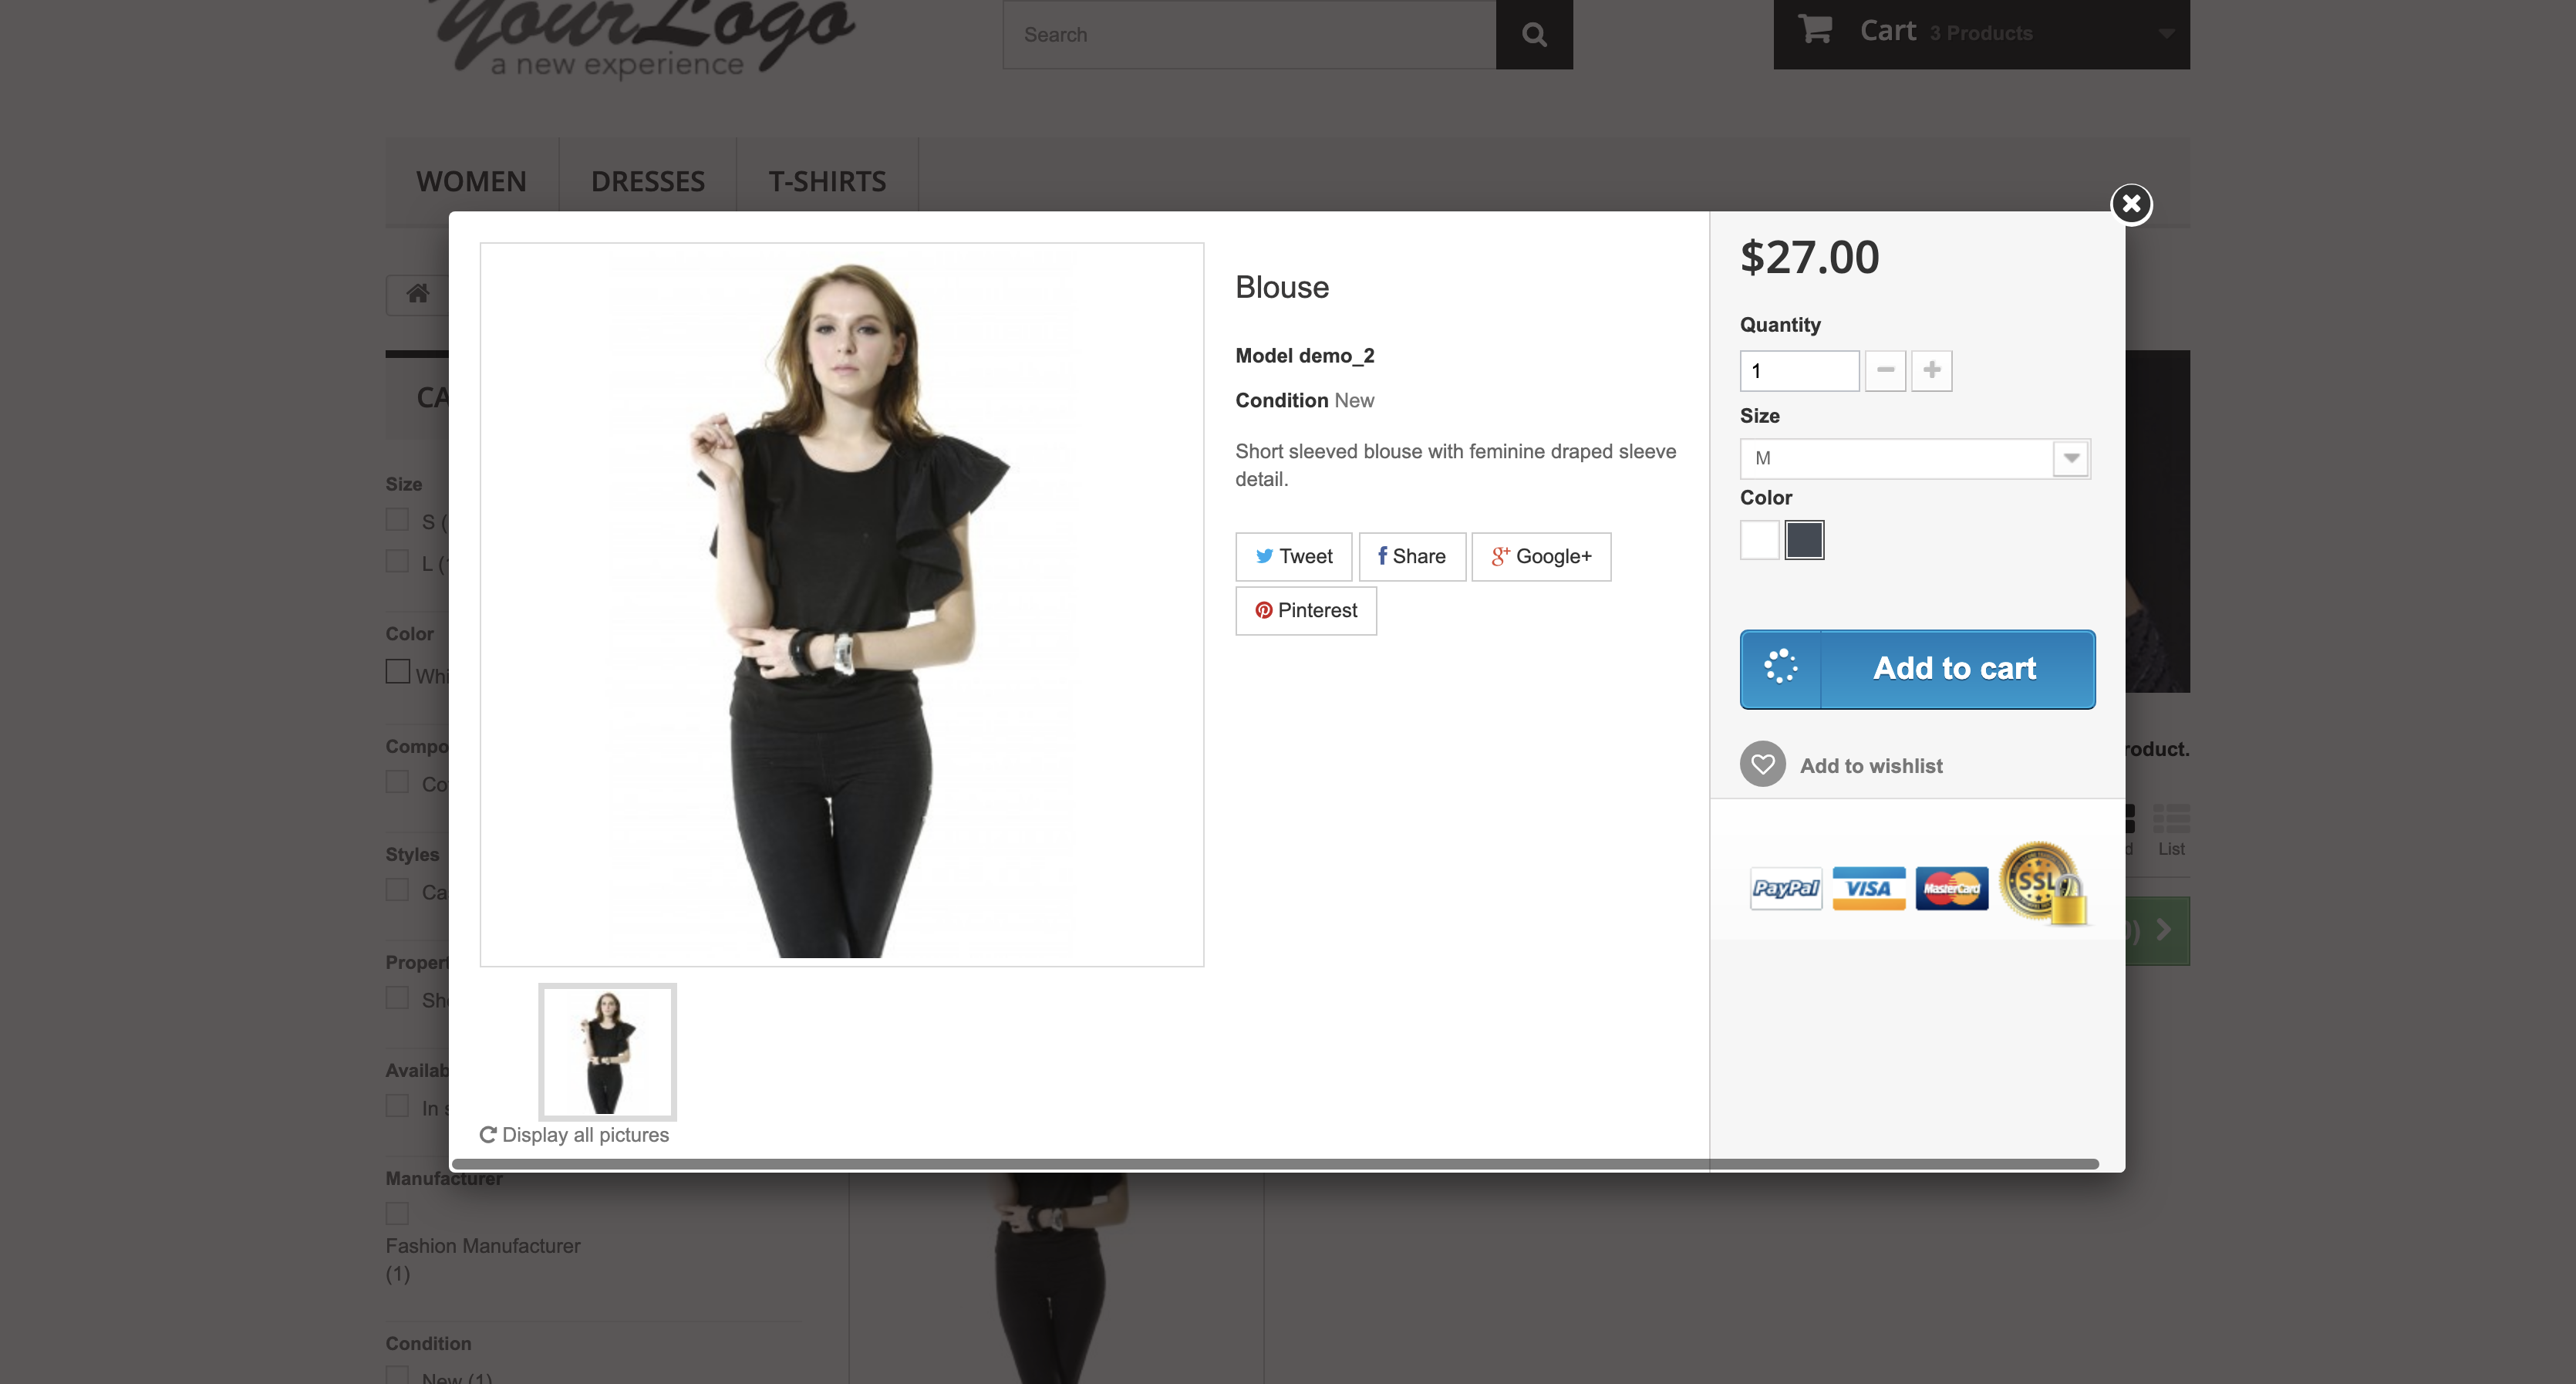 YourLogo
a new experience
Search
Cart 3 Products
WOMEN
DRESSES
T-SHIRTS
CA
Size
S (
L (
Color
Whi
Compo
Co
Styles
Ca
Propert
Sho
Availab
In s
Manufacturer
Fashion Manufacturer
(1)
Condition
New (1)
Blouse
Model demo_2
Condition New
Short sleeved blouse with feminine draped sleeve
detail.
Tweet
Share
Google+
Pinterest
Display all pictures
$27.00
Quantity
1
Size
M
Color
Add to cart
Add to wishlist
PayPal
VISA
MasterCard
SSL
roduct.
d
List
0)